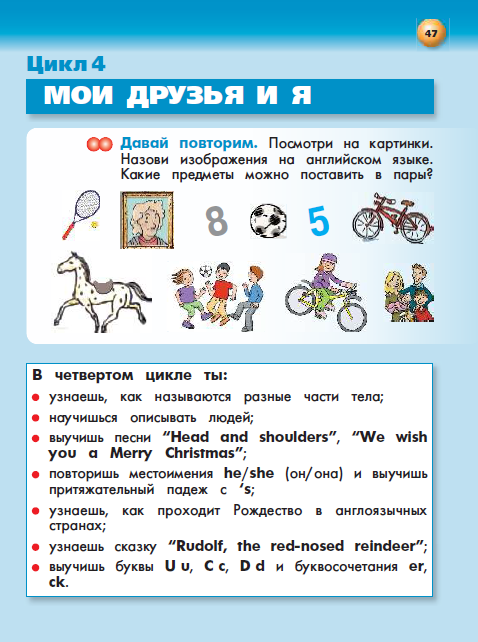 47
Цикл 4
МОИ ДРУЗЬЯ И Я
Давай повторим. Посмотри на картинки.
Назови изображения на английском языке.
Какие предметы можно поставить в пары?
8
5
В четвертом цикле ты:
• узнаешь, как называются разные части тела;
• научишься описывать людей;
• выучишь песни “Head and shoulders”, “We wish
you a Merry Christmas”;
• повторишь местоимения he/she (он/она) и выучишь
притяжательный падеж с ‘s;
• узнаешь, как проходит Рождество в англоязычных
странах;
• узнаешь сказку “Rudolf, the red-nosed reindeer”;
• выучишь буквы U u, C c, D d и буквосочетания er,
ck.